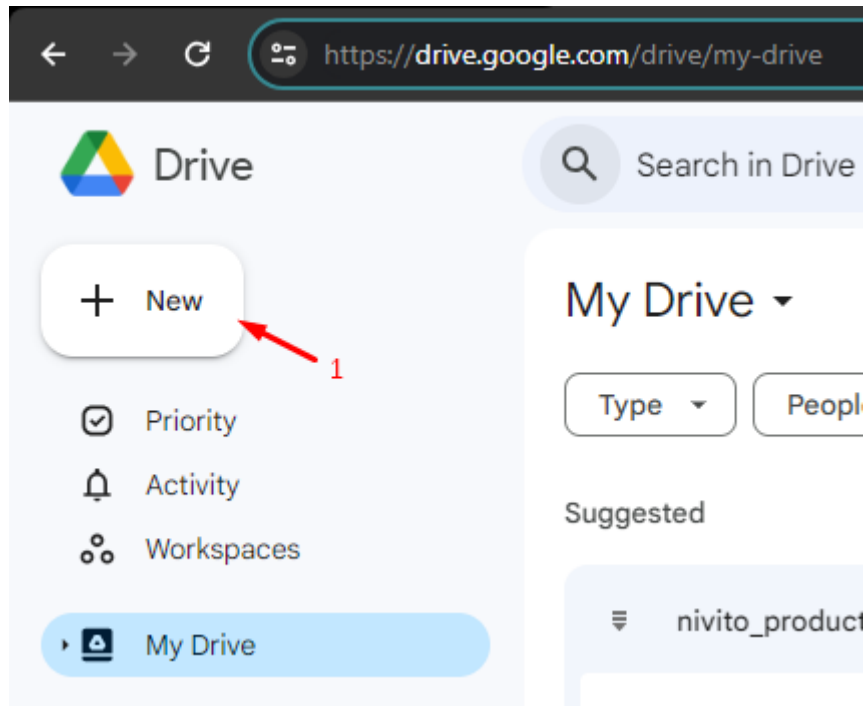 https://drive.google.com/drive/my-drive
Drive
Search in Drive
New
1
My Drive
Type
Priority
Activity
Suggested
Workspaces
My Drive